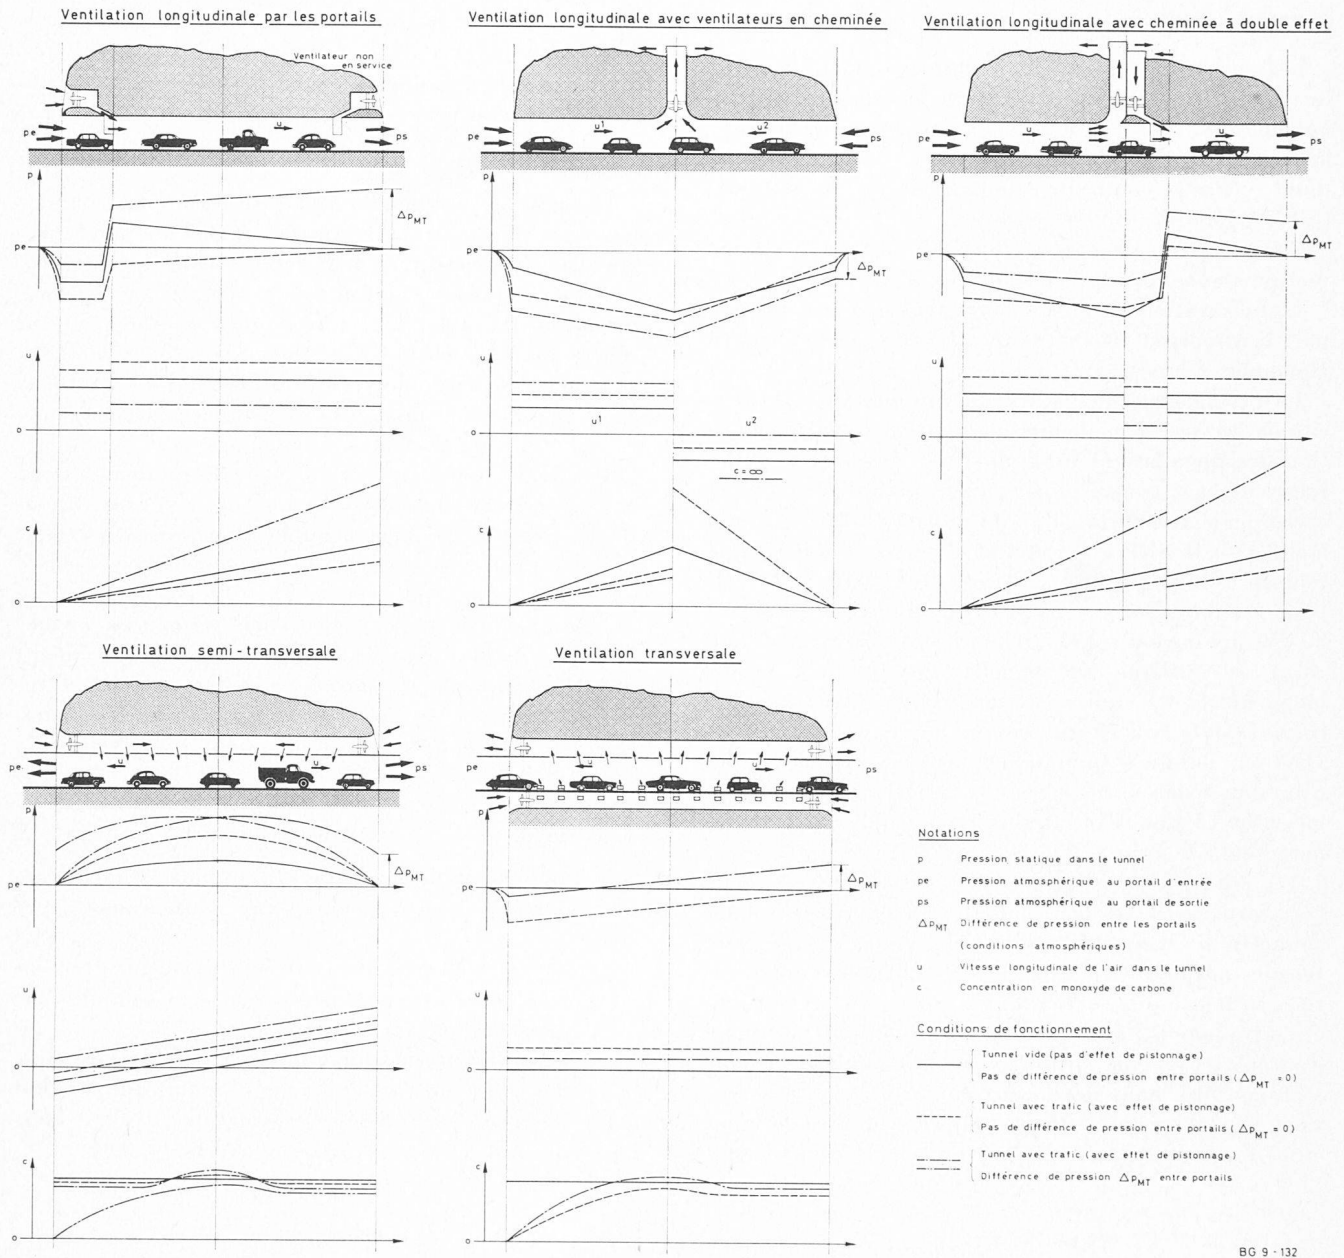 Ventilation longitudinale par les portails
Ventilateur non
en service
pe
u
u
ps
p
Δp MT
pe
u
o
c
o
Ventilation longitudinale avec ventilateurs en cheminée
pe
u1
u2
ps
p
pe
Δp MT
u
o
u1
u2
c = ∞
c
o
Ventilation longitudinale avec cheminée à double effet
pe
u
u
ps
p
pe
Δp MT
u
o
c
o
Ventilation semi-transversale
pe
u
u
ps
p
Δp MT
pe
u
o
c
o
Ventilation transversale
pe
u
u
ps
p
pe
Δp MT
u
o
c
o
Notations
p Pression statique dans le tunnel
pe Pression atmosphérique au portail d'entrée
ps Pression atmosphérique au portail de sortie
Δp MT Différence de pression entre les portails
(conditions atmosphériques)
u Vitesse longitudinale de l'air dans le tunnel
c Concentration en monoxyde de carbone
Conditions de fonctionnement
Tunnel vide (pas d'effet de pistonnage)
Pas de différence de pression entre portails (Δp MT = 0)
Tunnel avec trafic (avec effet de pistonnage)
Pas de différence de pression entre portails (Δp MT = 0)
Tunnel avec trafic (avec effet de pistonnage)
Différence de pression Δp MT entre portails
BG 9 - 132